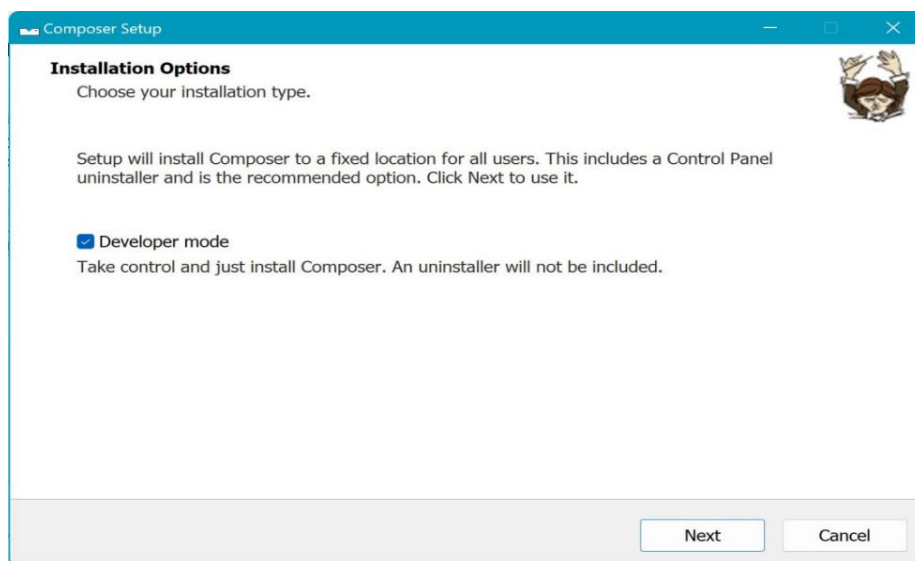 Composer Setup
Installation Options
Choose your installation type.
Setup will install Composer to a fixed location for all users. This includes a Control Panel
uninstaller and is the recommended option. Click Next to use it.
Developer mode
Take control and just install Composer. An uninstaller will not be included.
Next
Cancel